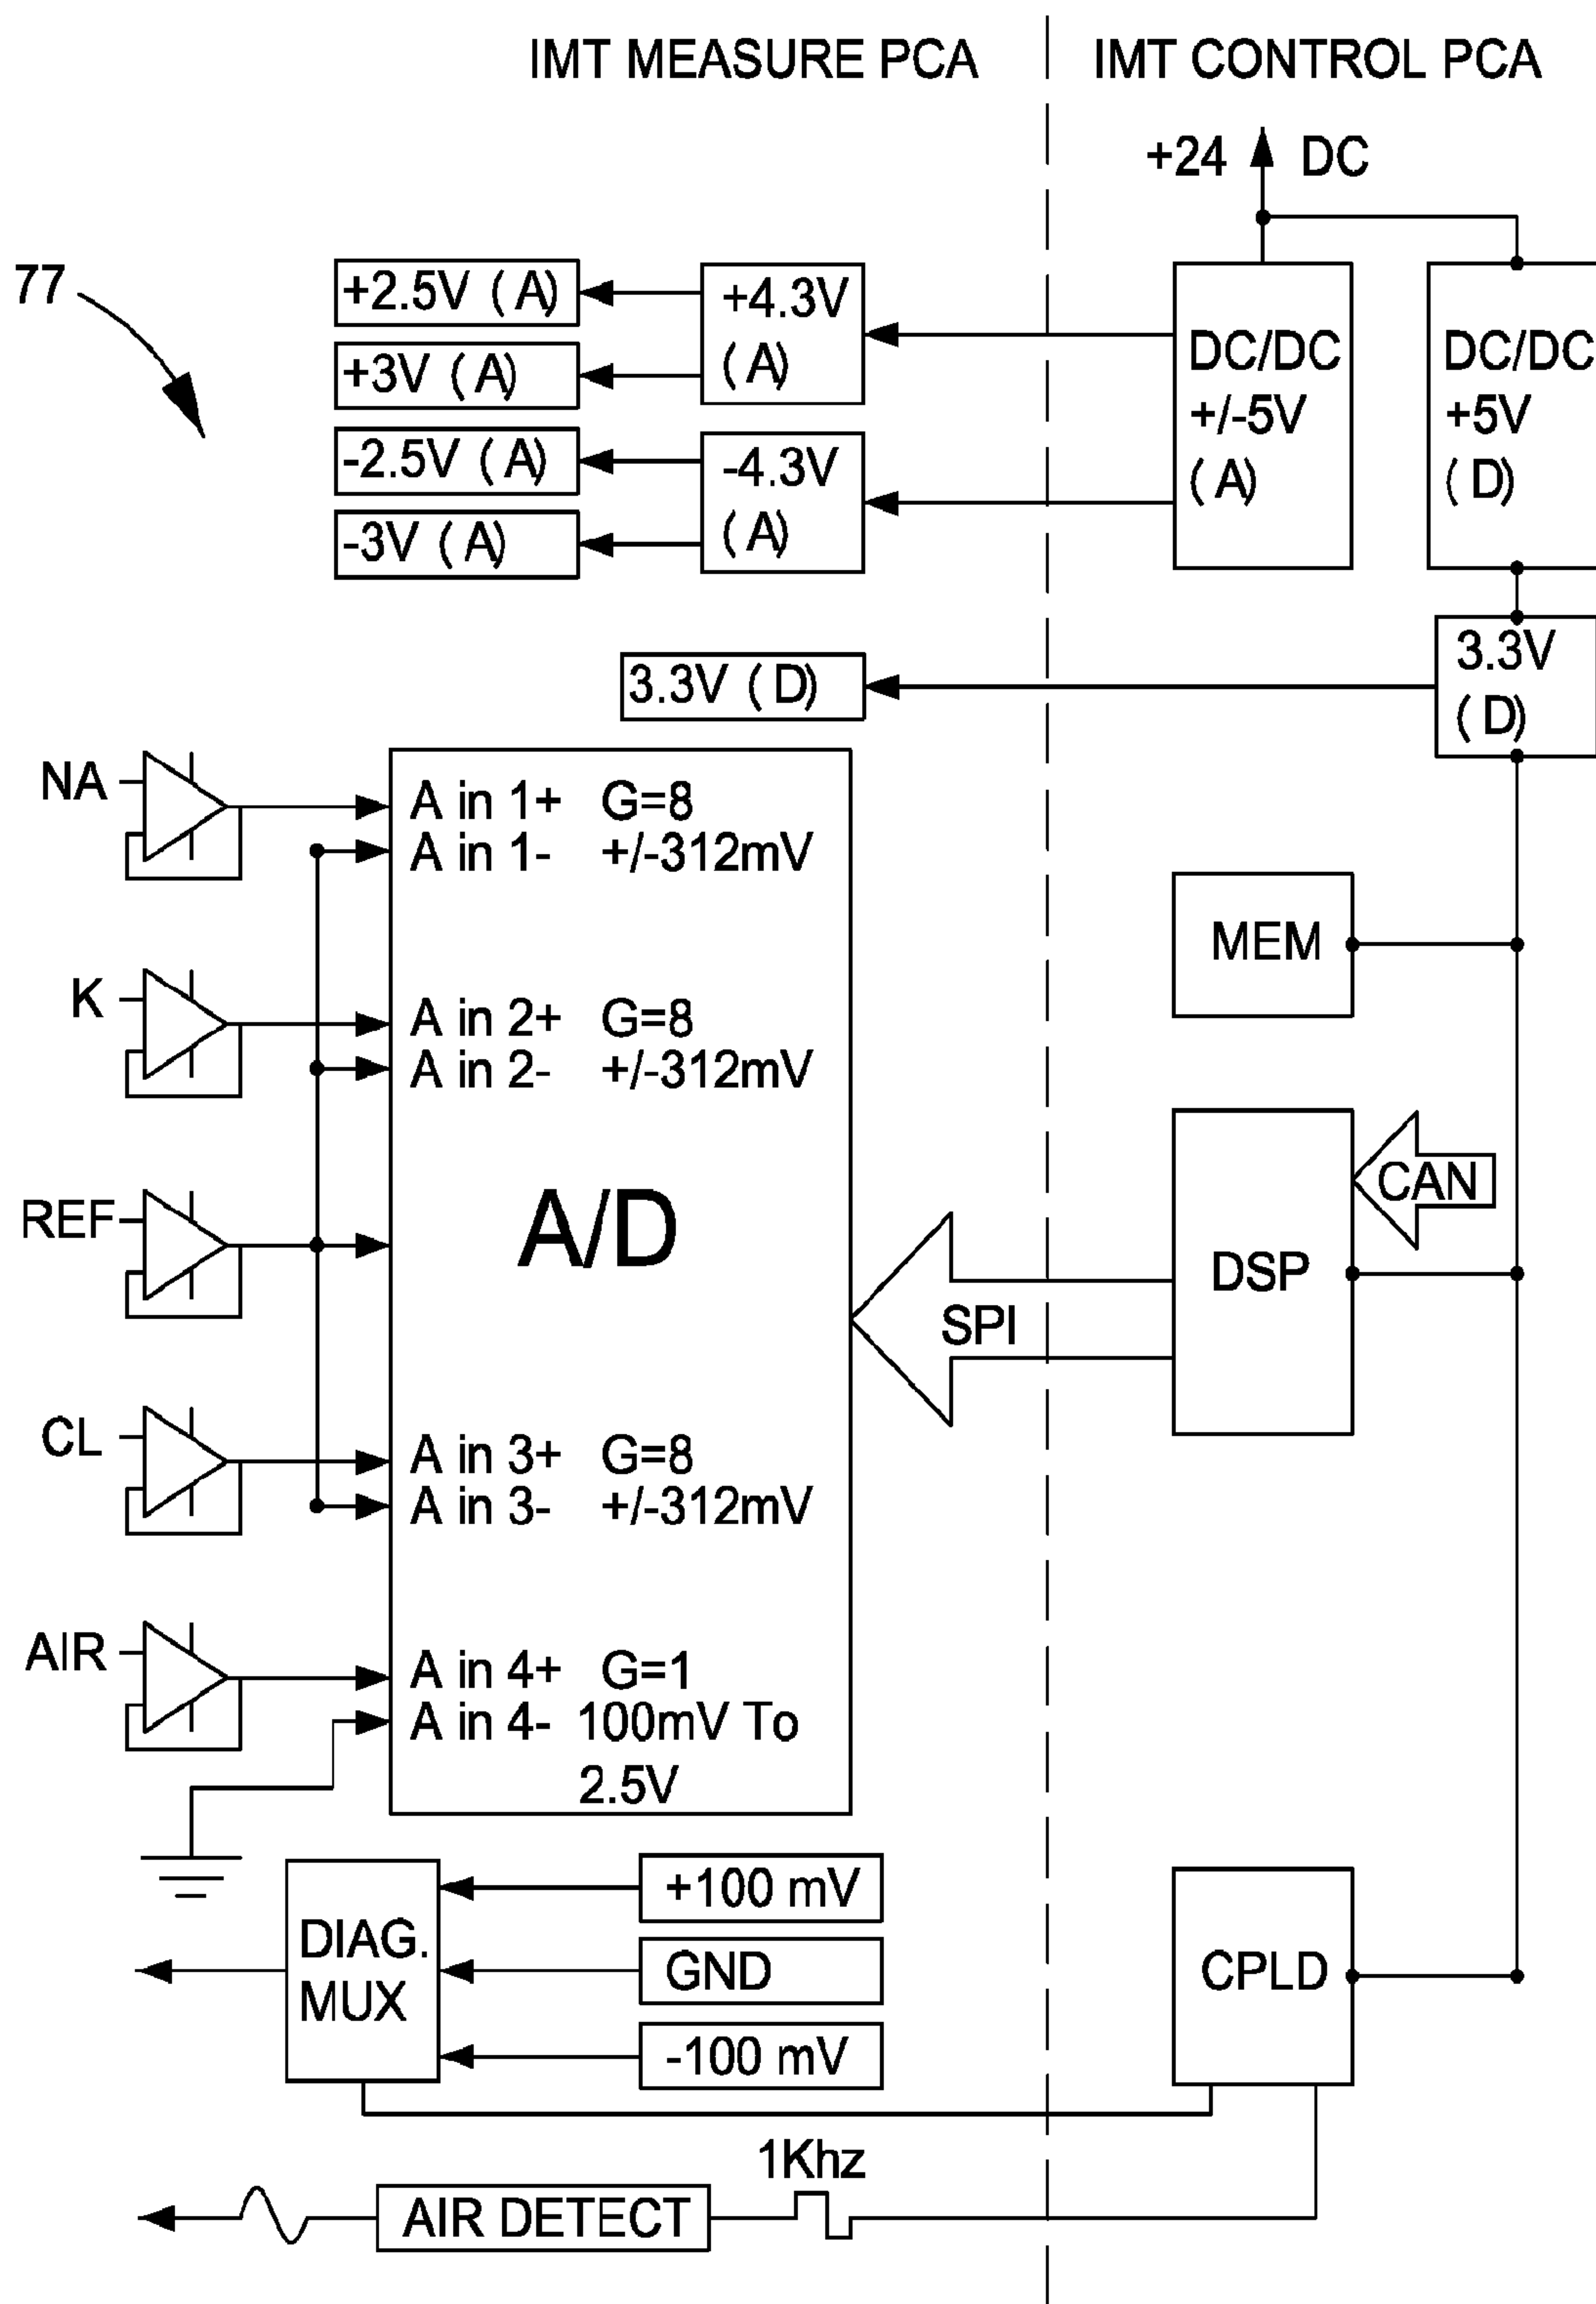 IMT MEASURE PCA
IMT CONTROL PCA
+24 DC
77
+2.5V (A)
+3V (A)
-2.5V (A)
-3V (A)
+4.3V
(A)
-4.3V
(A)
DC/DC
+/-5V
(A)
DC/DC
+5V
(D)
3.3V (D)
3.3V
(D)
NA
A in 1+ G=8
A in 1- +/-312mV
MEM
K
A in 2+ G=8
A in 2- +/-312mV
REF
A/D
SPI
DSP
CAN
CL
A in 3+ G=8
A in 3- +/-312mV
AIR
A in 4+ G=1
A in 4- 100mV To
2.5V
DIAG.
MUX
+100 mV
GND
-100 mV
CPLD
1Khz
AIR DETECT